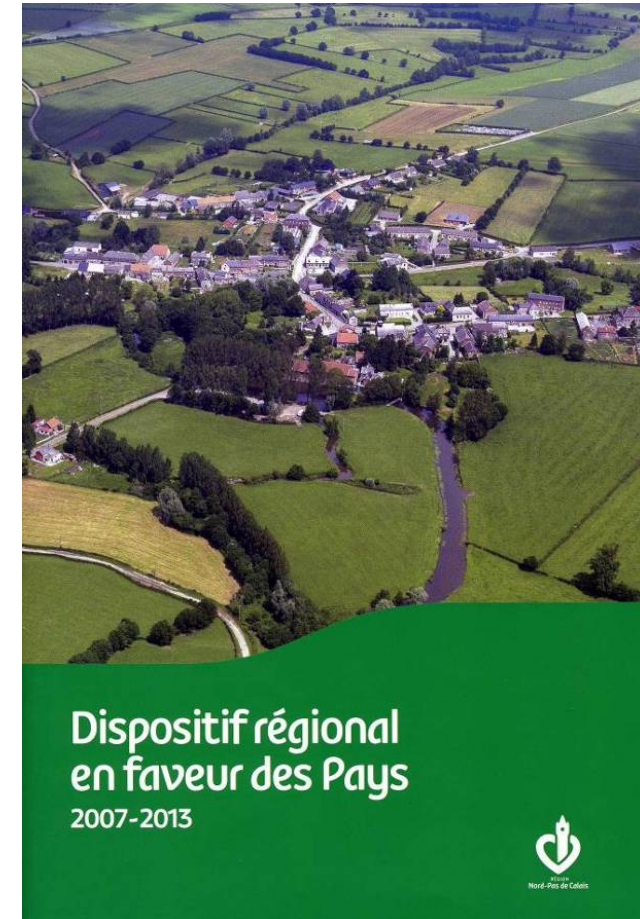 Dispositif régional
en faveur des Pays
2007-2013
RÉGION
Nord-Pas de Calais